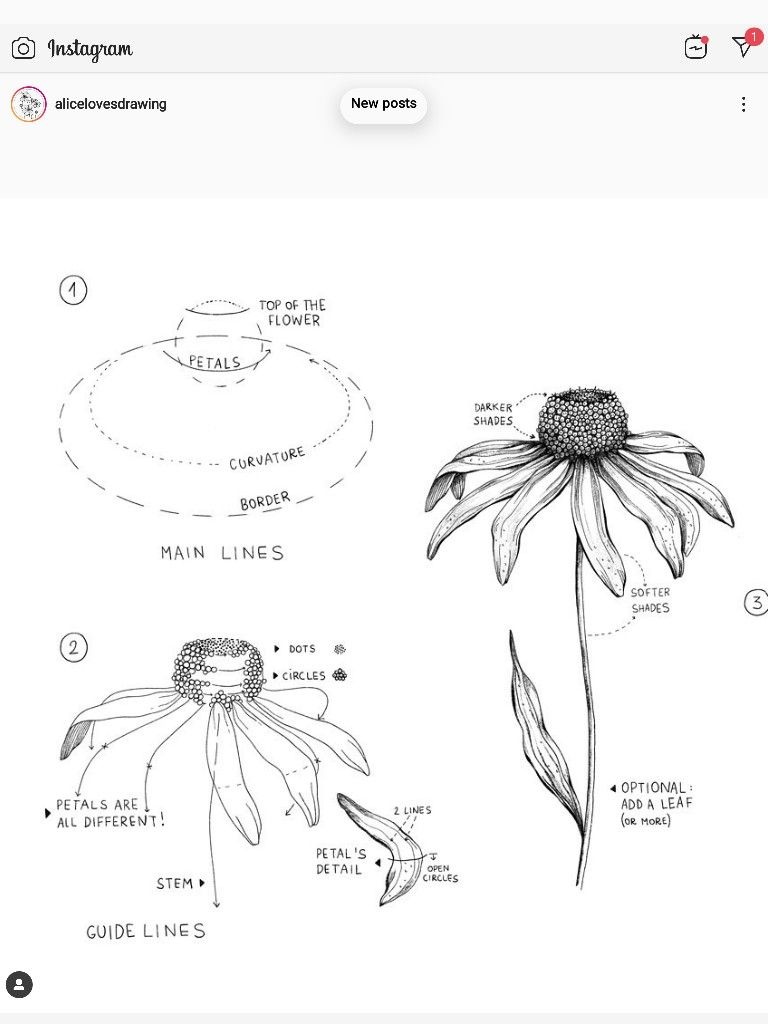 Instagram
1
alicelovesdrawing
New posts
1
TOP OF THE
FLOWER
PETALS
CURVATURE
BORDER
MAIN LINES
DARKER
SHADES
SOFTER
SHADES
3
2
DOTS
CiRCLES
PETALS ARE
ALL DIFFERENT!
2 LINES
PETAL'S
DETAIL
OPEN
CIRCLES
STEM
GUIDE LINES
OPTIONAL:
ADD A LEAF
(OR MORE)